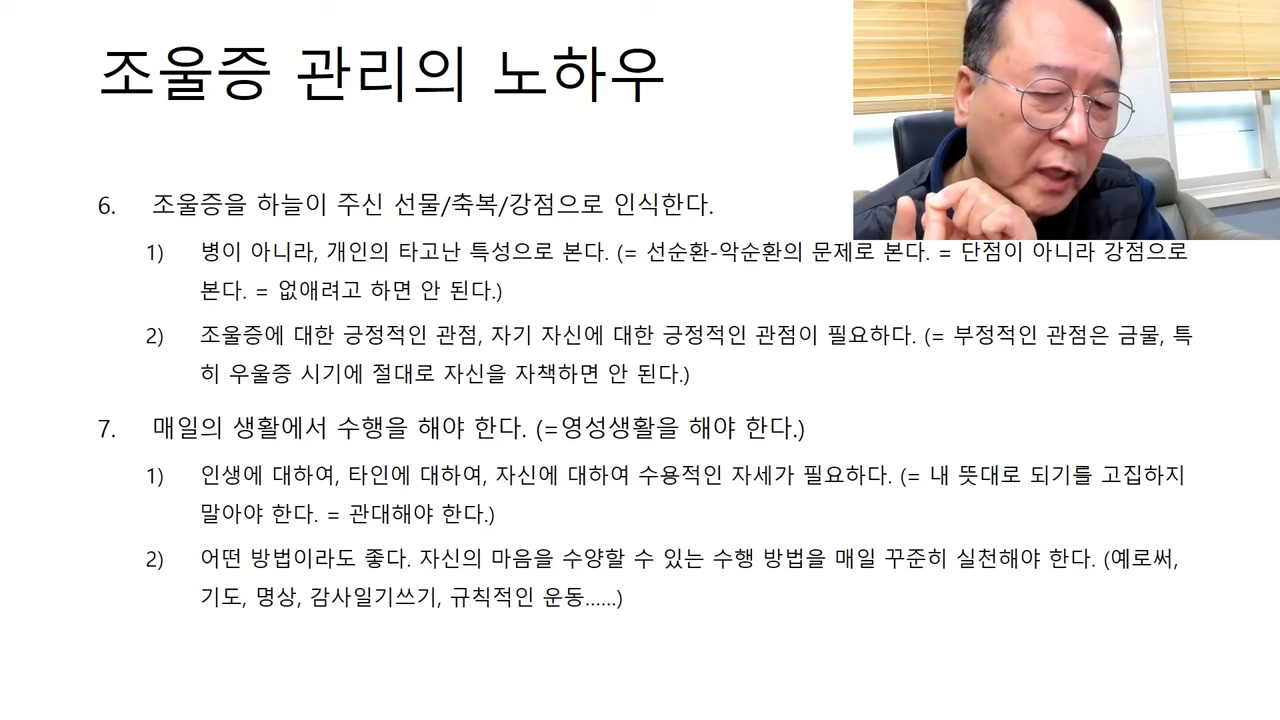 조울증 관리의 노하우
6. 조울증을 하늘이 주신 선물/축복/강점으로 인식한다.
1) 병이 아니라, 개인의 타고난 특성으로 본다. (= 선순환-악순환의 문제로 본다. = 단점이 아니라 강점으로
본다. = 없애려고 하면 안 된다.)
2) 조울증에 대한 긍정적인 관점, 자기 자신에 대한 긍정적인 관점이 필요하다. (= 부정적인 관점은 금물, 특
히 우울증 시기에 절대로 자신을 자책하면 안 된다.)
7. 매일의 생활에서 수행을 해야 한다. (=영성생활을 해야 한다.)
1) 인생에 대하여, 타인에 대하여, 자신에 대하여 수용적인 자세가 필요하다. (= 내 뜻대로 되기를 고집하지
말아야 한다. = 관대해야 한다.)
2) 어떤 방법이라도 좋다. 자신의 마음을 수양할 수 있는 수행 방법을 매일 꾸준히 실천해야 한다. (예로써,
기도, 명상, 감사일기쓰기, 규칙적인 운동......)